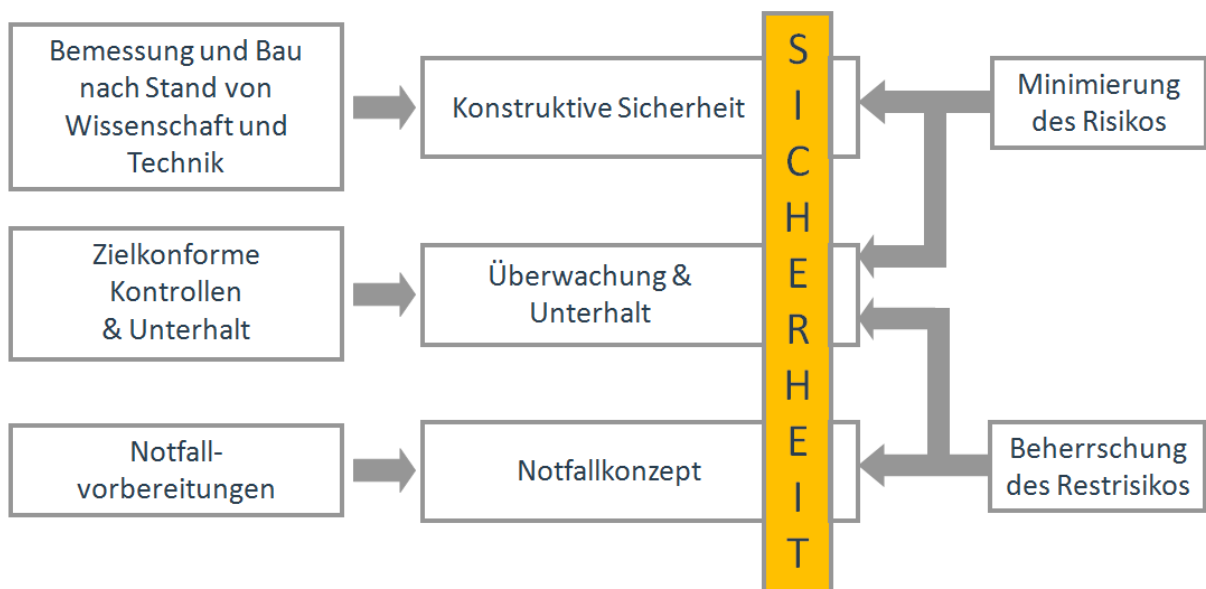 Bemessung und Bau
nach Stand von
Wissenschaft und
Technik
Konstruktive Sicherheit
Minimierung
des Risikos
Zielkonforme
Kontrollen
& Unterhalt
Überwachung &
Unterhalt
Notfall-
vorbereitungen
Notfallkonzept
Beherrschung
des Restrisikos
S
I
C
H
E
R
H
E
I
T